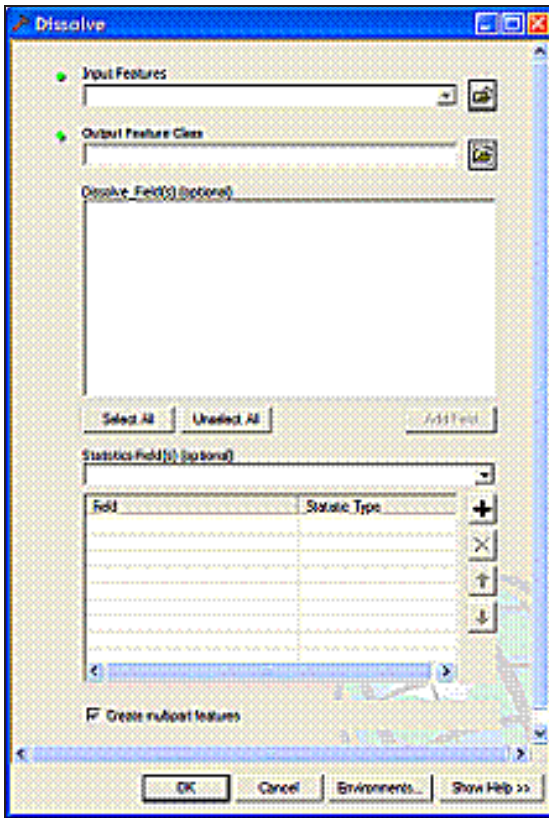 Dissolve
Input Features
Output Feature Class
Dissolve_Field(s) (optional)
Select All Unselect All Add Field
Statistics Field(s) (optional)
Field Statistic Type
Create multipart features
OK Cancel Environments... Show Help >>